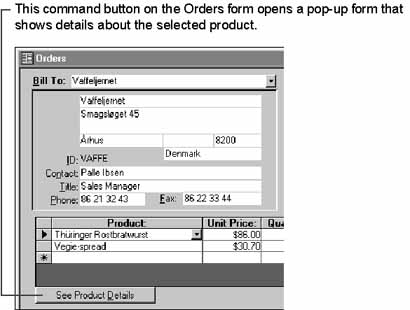 This command button on the Orders form opens a pop-up form that
shows details about the selected product.
Orders
Bill To: Vaffeljernet
Vaffeljernet
Smagsløget 45
Århus 8200
ID: VAFFE Denmark
Contact: Palle Ibsen
Title: Sales Manager
Phone: 86 21 32 43 Fax: 86 22 33 44
Product: Unit Price: Qua
Thüringer Rostbratwurst $86.00
Vegie-spread $30.70
See Product Details